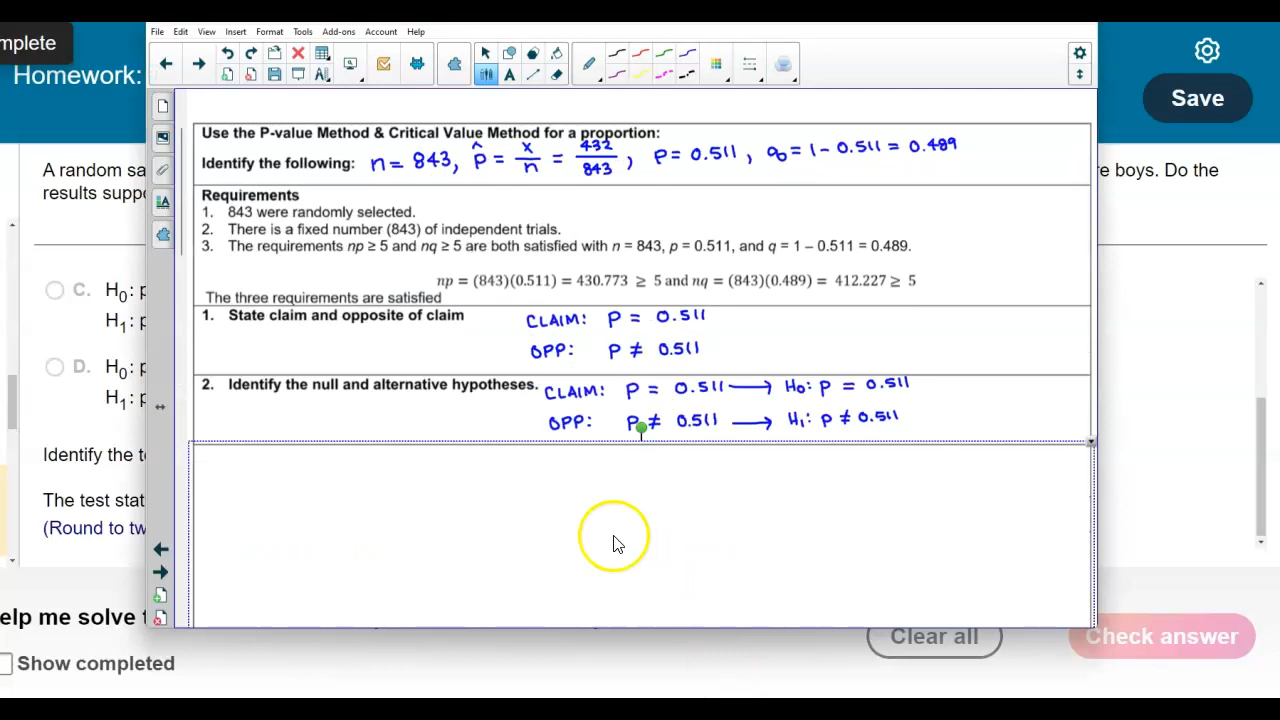 mplete
Homework:
Save
File Edit View Insert Format Tools Add-ons Account Help
A random sa
re boys. Do the
results suppo
C. H0: p
H1: p
D. H0: p
H1: p
Identify the te
The test stat
(Round to tw
Use the P-value Method & Critical Value Method for a proportion:
Identify the following: n = 843, p̂ = x/n = 432/843, p = 0.511, q = 1 - 0.511 = 0.489
Requirements
1. 843 were randomly selected.
2. There is a fixed number (843) of independent trials.
3. The requirements np ≥ 5 and nq ≥ 5 are both satisfied with n = 843, p = 0.511, and q = 1 – 0.511 = 0.489.
np = (843)(0.511) = 430.773 ≥ 5 and nq = (843)(0.489) = 412.227 ≥ 5
The three requirements are satisfied
1. State claim and opposite of claim CLAIM: P = 0.511
OPP: P ≠ 0.511
2. Identify the null and alternative hypotheses. CLAIM: P = 0.511 → H0: p = 0.511
OPP: P ≠ 0.511 → H1: p ≠ 0.511
elp me solve t
Clear all
Check answer
Show completed